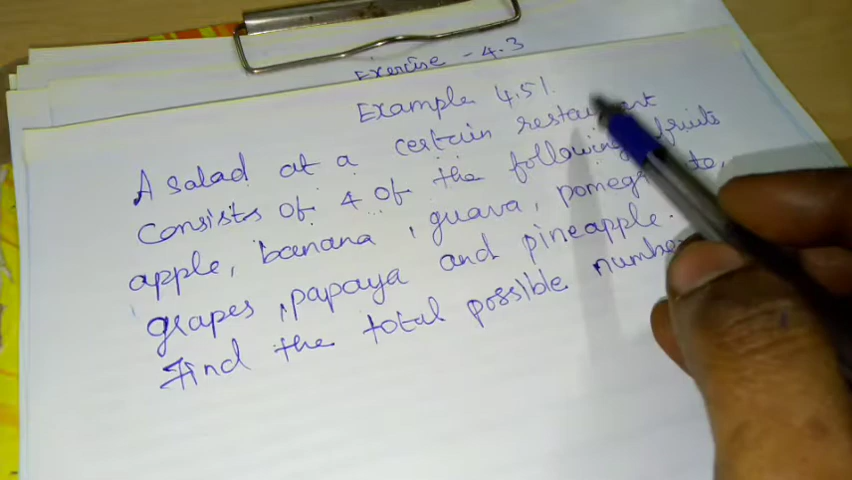 Exercise - 4.3
Example 4.51.
A salad at a certain restaurant
Consists of 4 of the following fruits
apple, banana, guava, pomegranate,
grapes, papaya and pineapple.
Find the total possible number